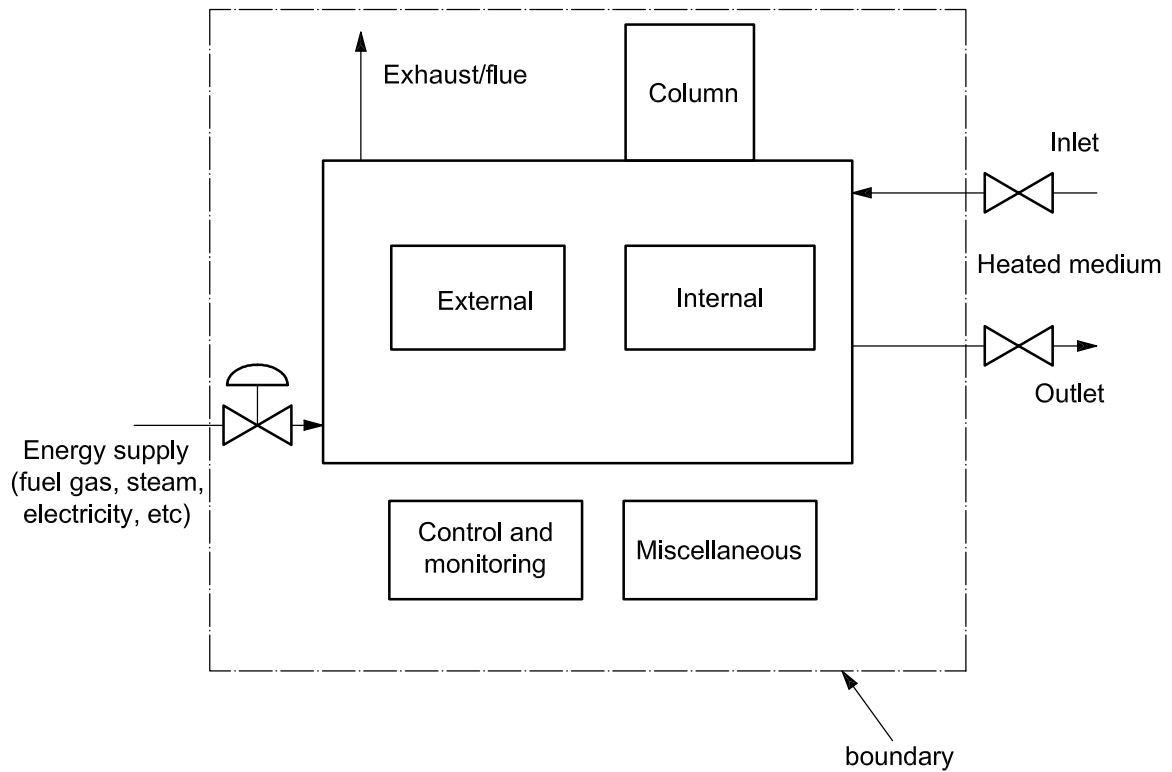 Exhaust/flue
Column
Inlet
External
Internal
Heated medium
Outlet
Energy supply
(fuel gas, steam,
electricity, etc)
Control and
monitoring
Miscellaneous
boundary